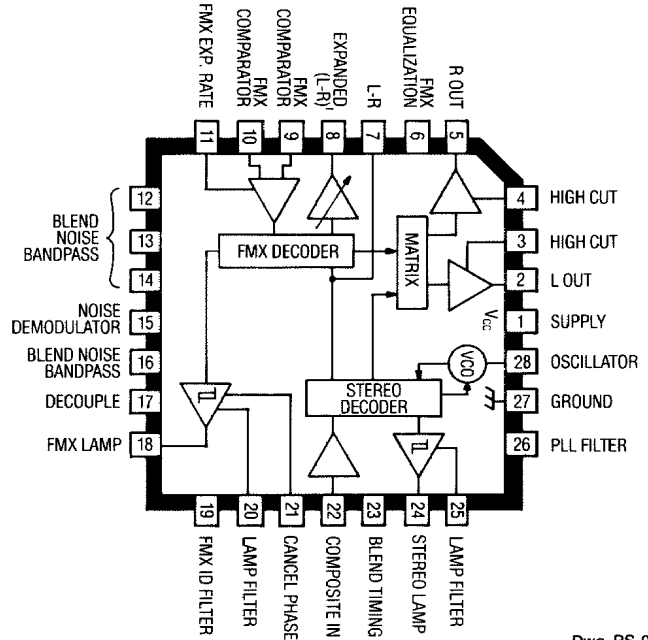 FMX EXP. RATE
11
FMX
COMPARATOR
10
FMX
COMPARATOR
9
EXPANDED
(L-R)'
8
L-R
7
FMX
EQUALIZATION
6
R OUT
5
12
BLEND
NOISE
BANDPASS
13
14
NOISE
DEMODULATOR
15
BLEND NOISE
BANDPASS
16
DECOUPLE
17
FMX LAMP
18
FMX DECODER
MATRIX
STEREO
DECODER
VCO
VCC
4
HIGH CUT
3
HIGH CUT
2
L OUT
1
SUPPLY
28
OSCILLATOR
27
GROUND
26
PLL FILTER
19
FMX ID FILTER
20
LAMP FILTER
21
CANCEL PHASE
22
COMPOSITE IN
23
BLEND TIMING
24
STEREO LAMP
25
LAMP FILTER